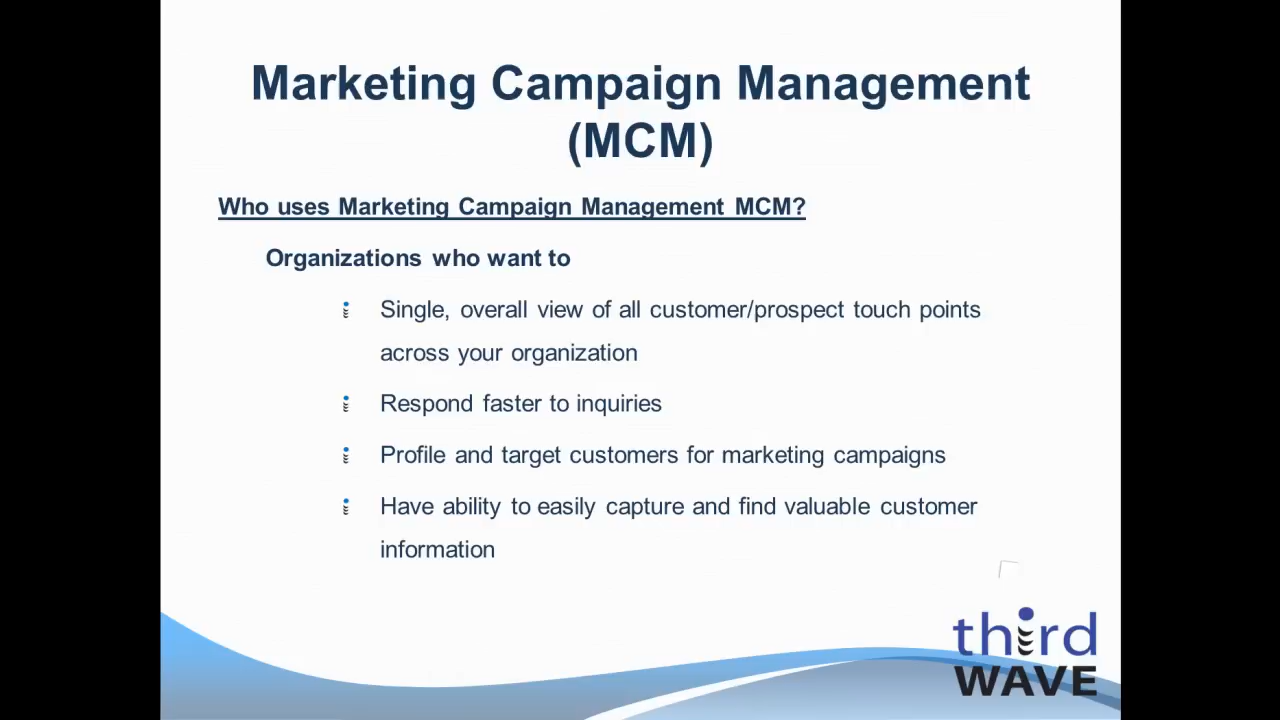 Marketing Campaign Management
(MCM)
Who uses Marketing Campaign Management MCM?
Organizations who want to
Single, overall view of all customer/prospect touch points
across your organization
Respond faster to inquiries
Profile and target customers for marketing campaigns
Have ability to easily capture and find valuable customer
information
third
WAVE